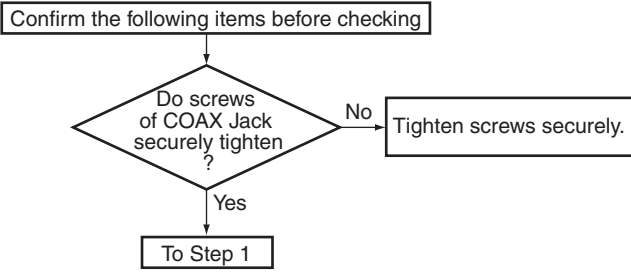 Confirm the following items before checking
Do screws
of COAX Jack
securely tighten
?
No
Tighten screws securely.
Yes
To Step 1